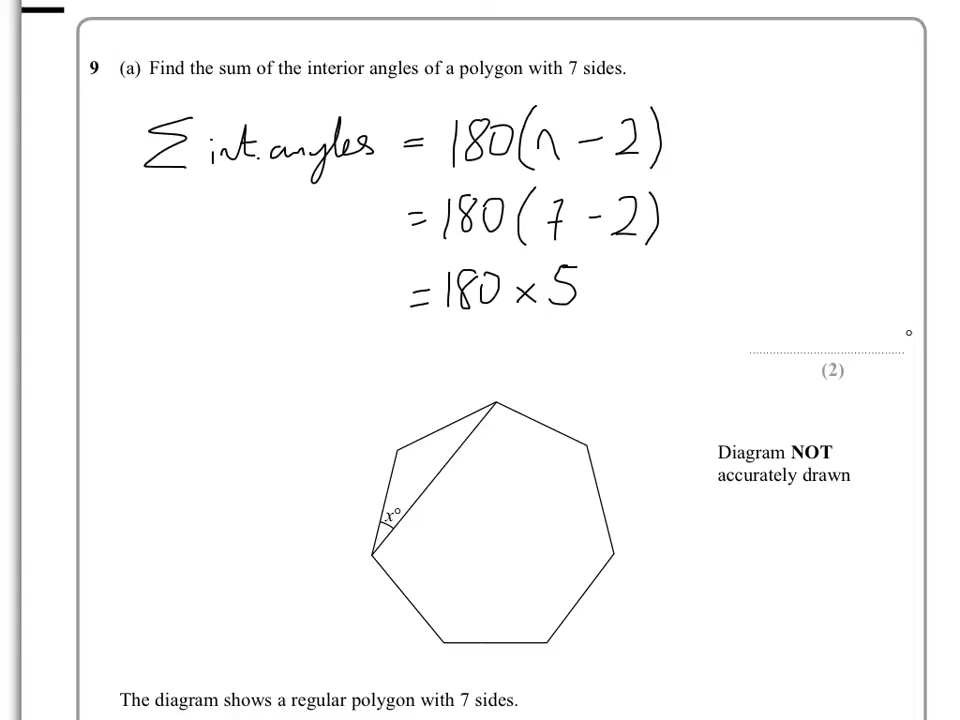 9 (a) Find the sum of the interior angles of a polygon with 7 sides.
Σ int. angles = 180(n - 2)
= 180(7 - 2)
= 180 × 5
.......................................... °
(2)
Diagram NOT
accurately drawn
x°
The diagram shows a regular polygon with 7 sides.